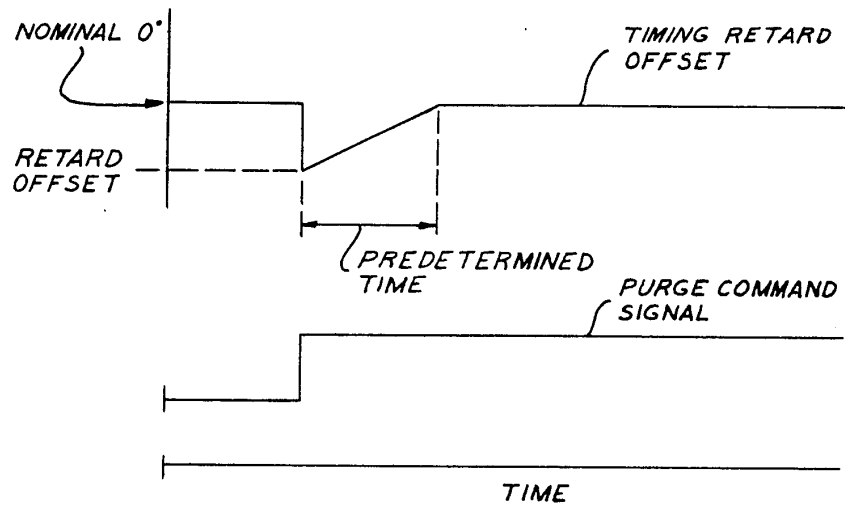 NOMINAL 0°
TIMING RETARD
OFFSET
RETARD
OFFSET
PREDETERMINED
TIME
PURGE COMMAND
SIGNAL
TIME